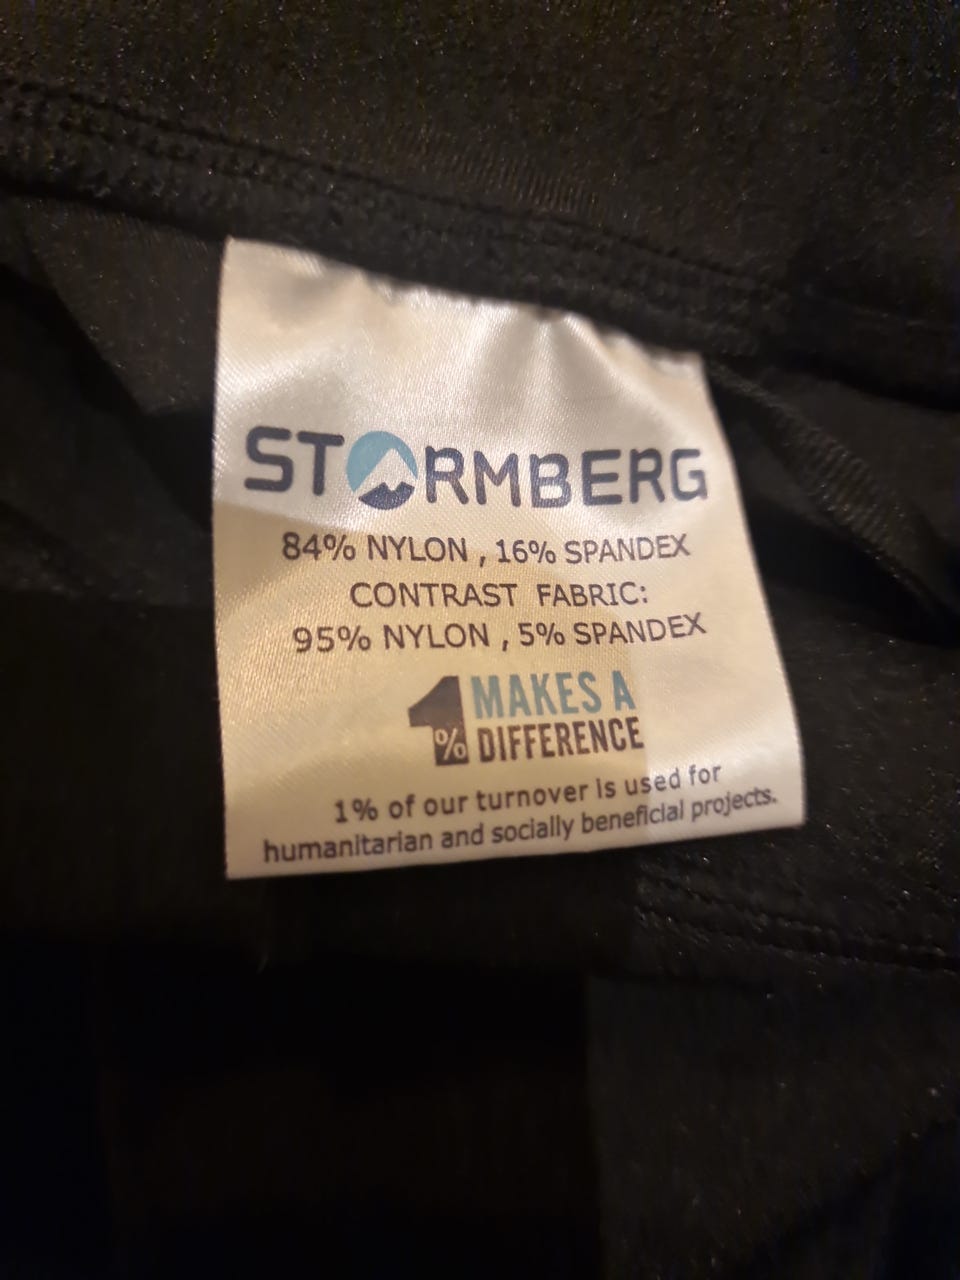 STORMBERG
84% NYLON , 16% SPANDEX
CONTRAST FABRIC:
95% NYLON , 5% SPANDEX
1% MAKES A
DIFFERENCE
1% of our turnover is used for
humanitarian and socially beneficial projects.